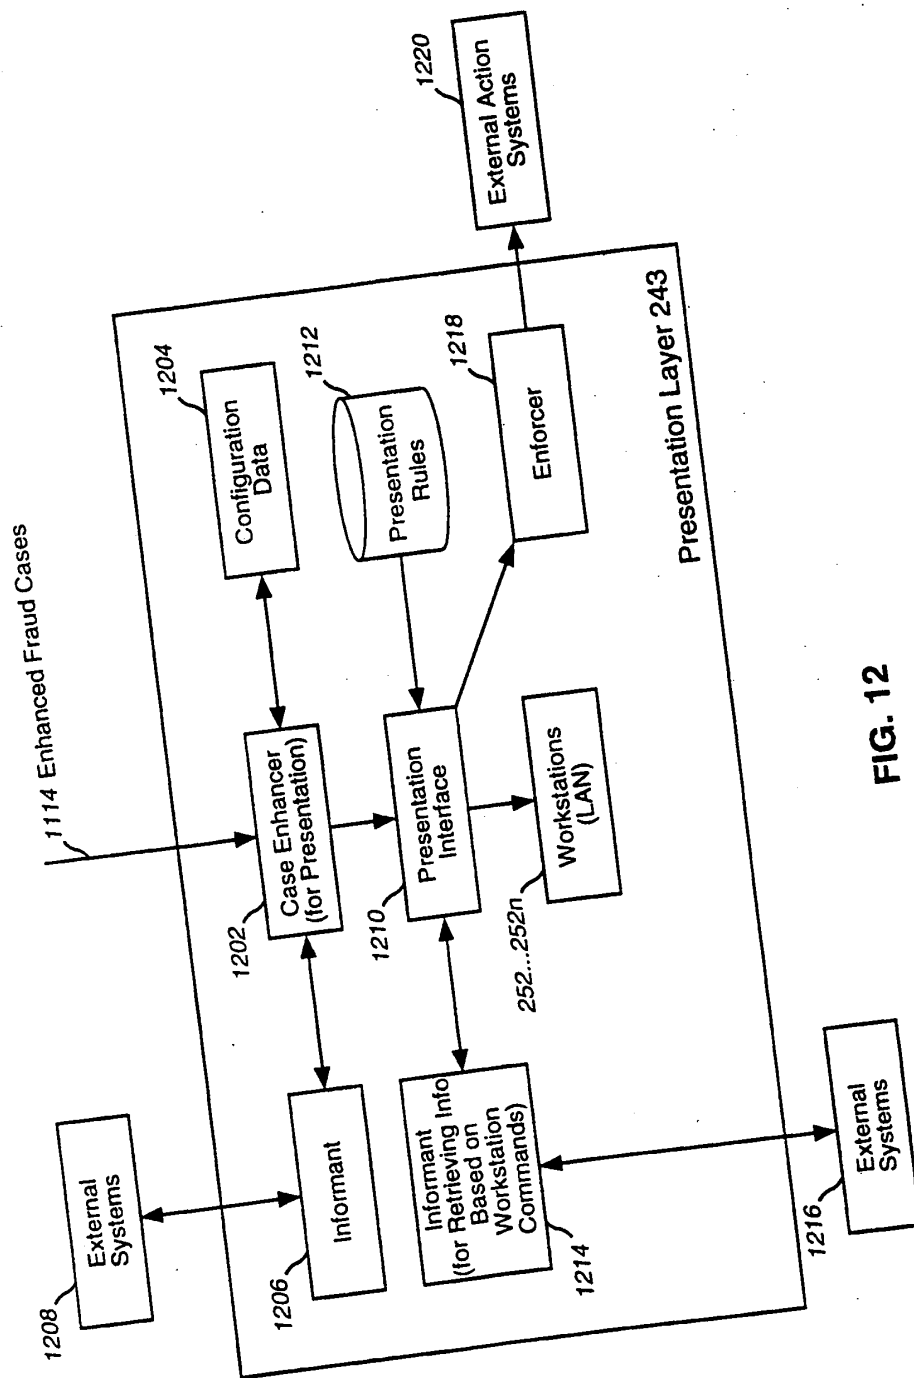 1114 Enhanced Fraud Cases
1208
External
Systems
1206
Informant
1202
Case Enhancer
(for Presentation)
1204
Configuration
Data
1212
Presentation
Rules
1210
Presentation
Interface
Informant
(for Retrieving Info
Based on
Workstation
Commands)
1214
252...252n
Workstations
(LAN)
1218
Enforcer
1220
External Action
Systems
1216
External
Systems
Presentation Layer 243
FIG. 12